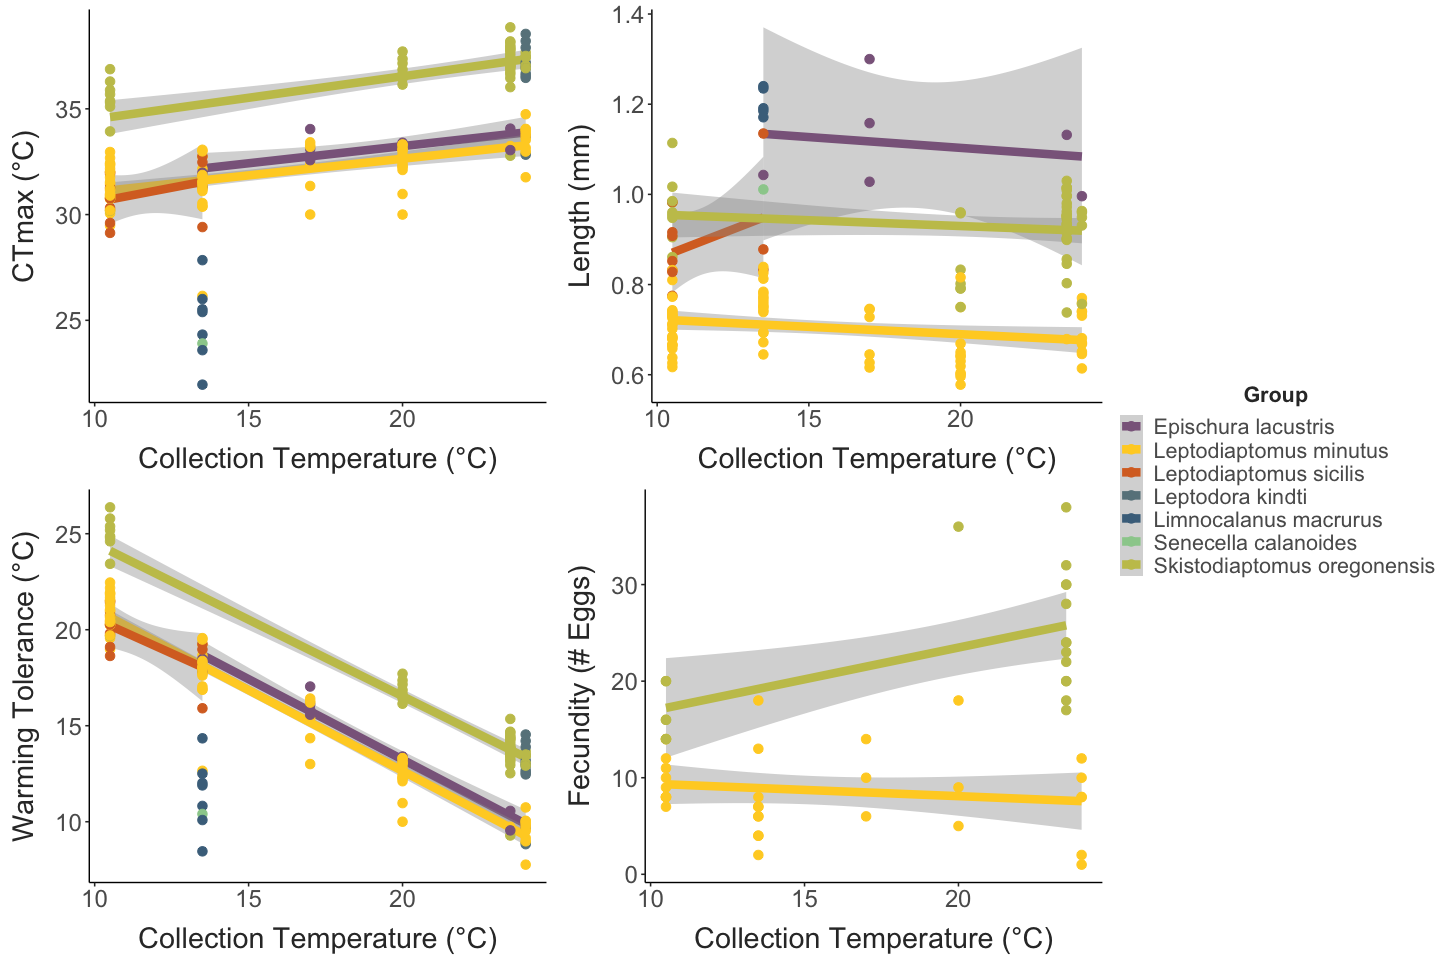 CTmax (°C)
35
30
25
10 15 20
Collection Temperature (°C)
Length (mm)
1.4
1.2
1.0
0.8
0.6
10 15 20
Collection Temperature (°C)
Warming Tolerance (°C)
25
20
15
10
10 15 20
Collection Temperature (°C)
Fecundity (# Eggs)
30
20
10
0
10 15 20
Collection Temperature (°C)
Group
Epischura lacustris
Leptodiaptomus minutus
Leptodiaptomus sicilis
Leptodora kindti
Limnocalanus macrurus
Senecella calanoides
Skistodiaptomus oregonensis